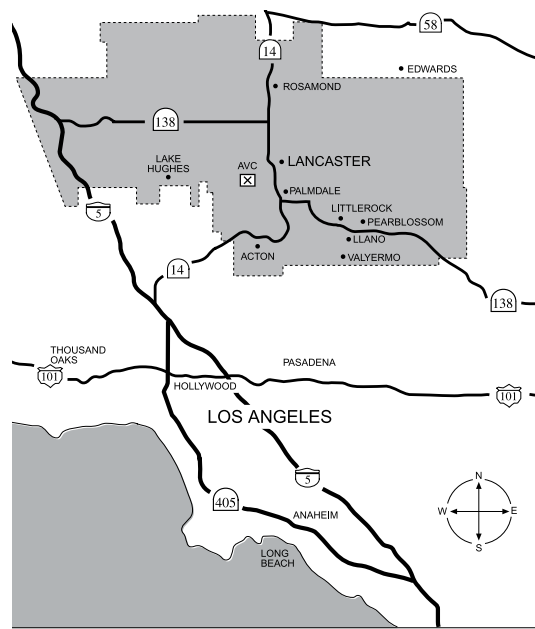 58
14
EDWARDS
ROSAMOND
138
LAKE
HUGHES
AVC
LANCASTER
PALMDALE
LITTLEROCK
PEARBLOSSOM
5
LLANO
ACTON
VALYERMO
14
138
THOUSAND
OAKS
PASADENA
101
HOLLYWOOD
101
LOS ANGELES
5
N
405
W
E
ANAHEIM
S
LONG
BEACH